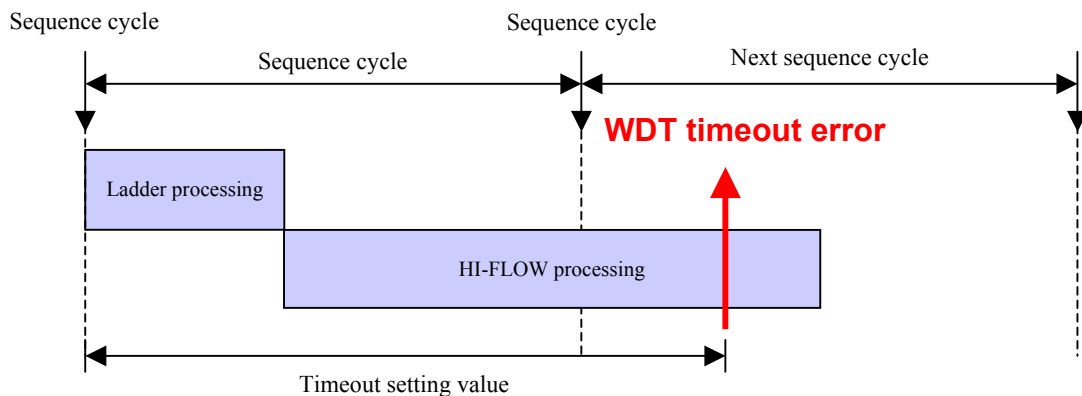 Sequence cycle
Sequence cycle
Sequence cycle
Next sequence cycle
WDT timeout error
Ladder processing
HI-FLOW processing
Timeout setting value